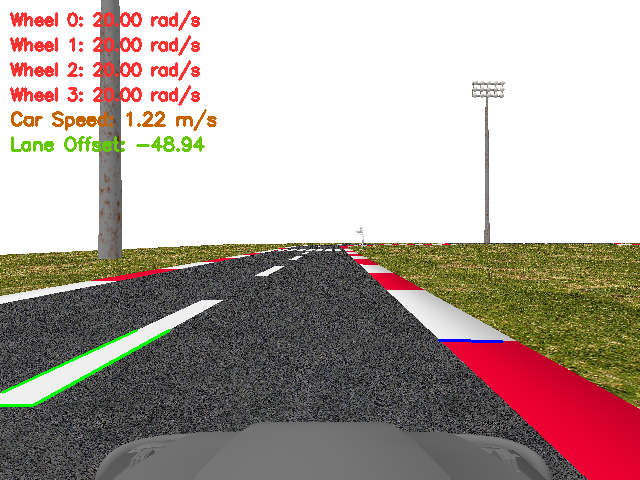 Wheel 0: 20.00 rad/s
Wheel 1: 20.00 rad/s
Wheel 2: 20.00 rad/s
Wheel 3: 20.00 rad/s
Car Speed: 1.22 m/s
Lane Offset: -48.94